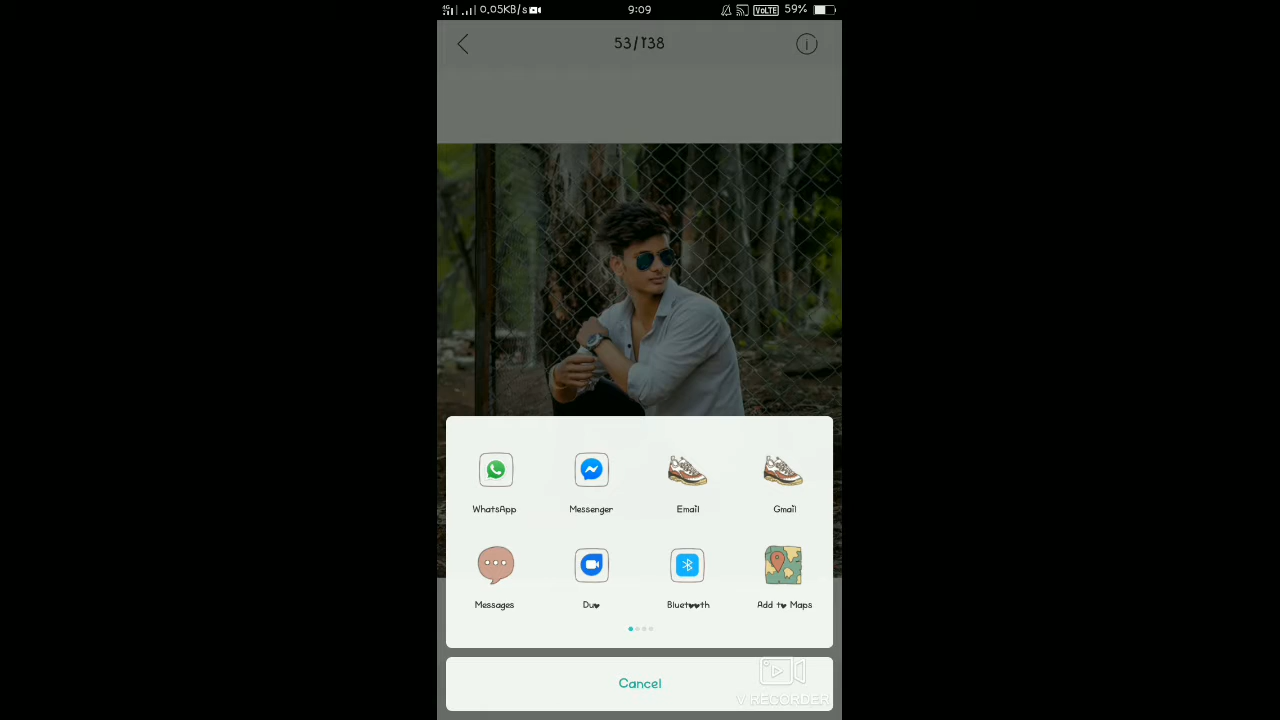 4G 0.05KB/s 9:09 VoLTE 59%
53/138
WhatsApp Messenger Email Gmail
Messages Duo Bluetooth Add to Maps
Cancel
V RECORDER